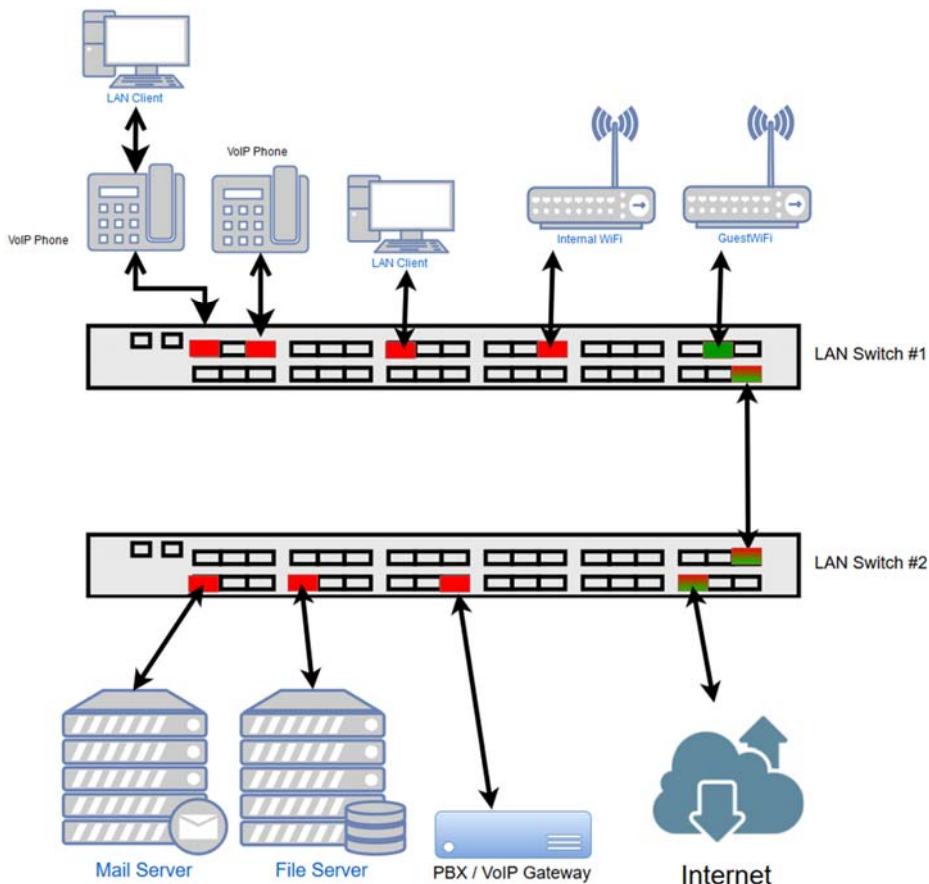 LAN Client
VoIP Phone
VoIP Phone
LAN Client
Internal WiFi
GuestWiFi
LAN Switch #1
LAN Switch #2
Mail Server
File Server
PBX / VoIP Gateway
Internet